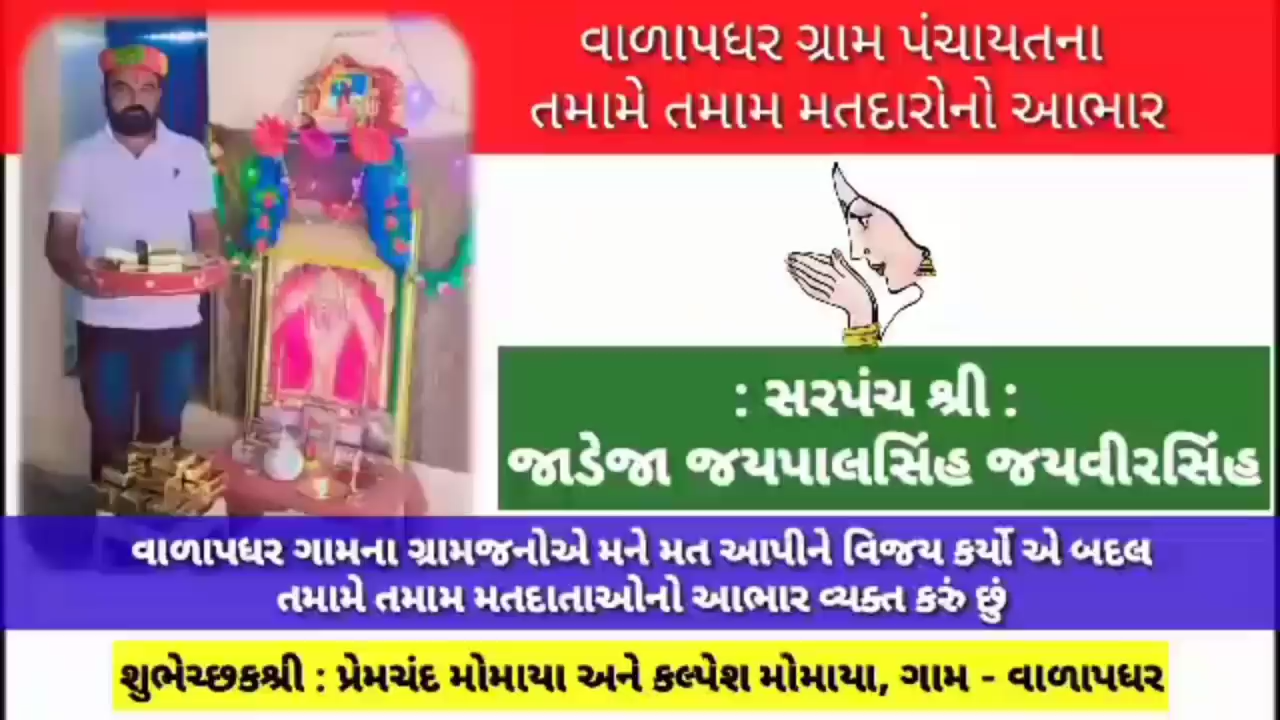 વાળાપધર ગ્રામ પંચાયતના
તમામે તમામ મતદારોનો આભાર
: સરપંચ શ્રી :
જાડેજા જયપાલસિંહ જયવીરસિંહ
વાળાપધર ગામના ગ્રામજનોએ મને મત આપીને વિજય કર્યો એ બદલ
તમામે તમામ મતદાતાઓનો આભાર વ્યક્ત કરું છું
શુભેચ્છકશ્રી : પ્રેમચંદ મોમાયા અને કલ્પેશ મોમાયા, ગામ - વાળાપધર